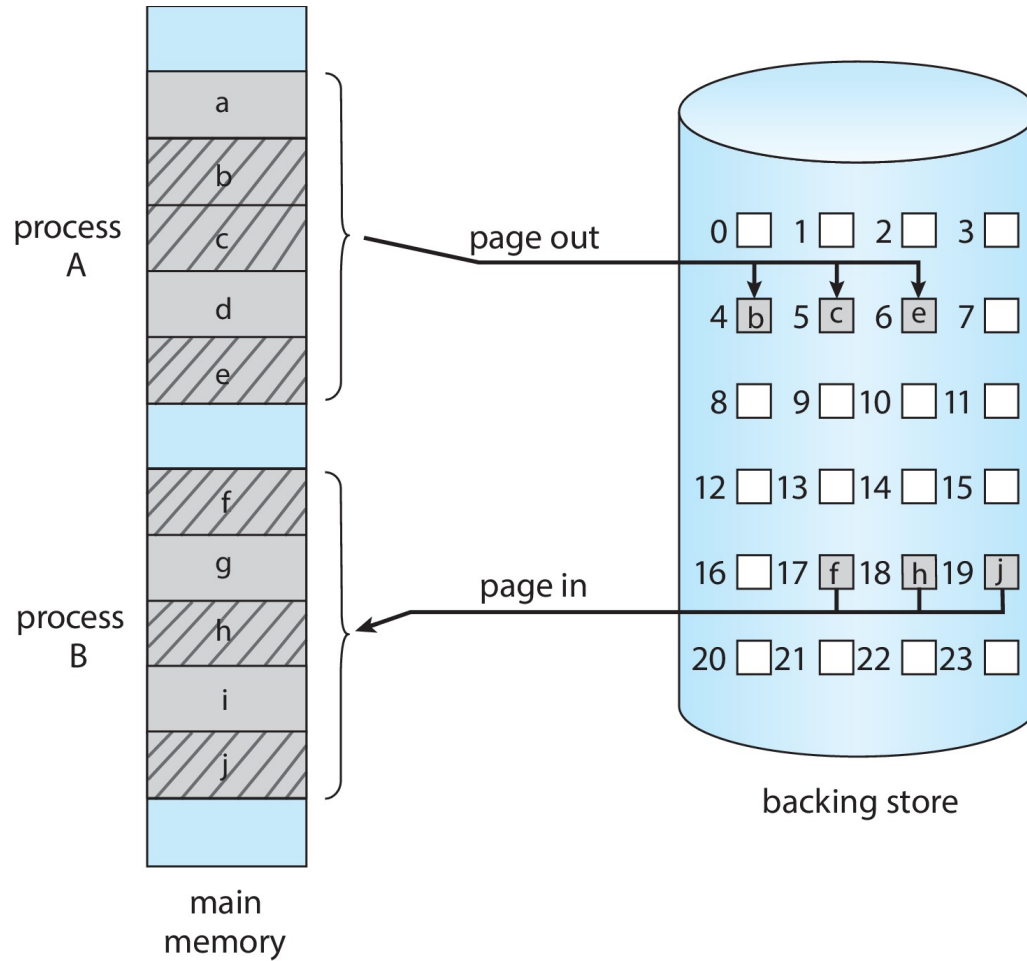 a
b
process
A
c
d
e
page out
0 1 2 3
4 b 5 c 6 e 7
8 9 10 11
12 13 14 15
f
g
process
B
h
i
j
page in
16 17 f 18 h 19 j
20 21 22 23
backing store
main
memory